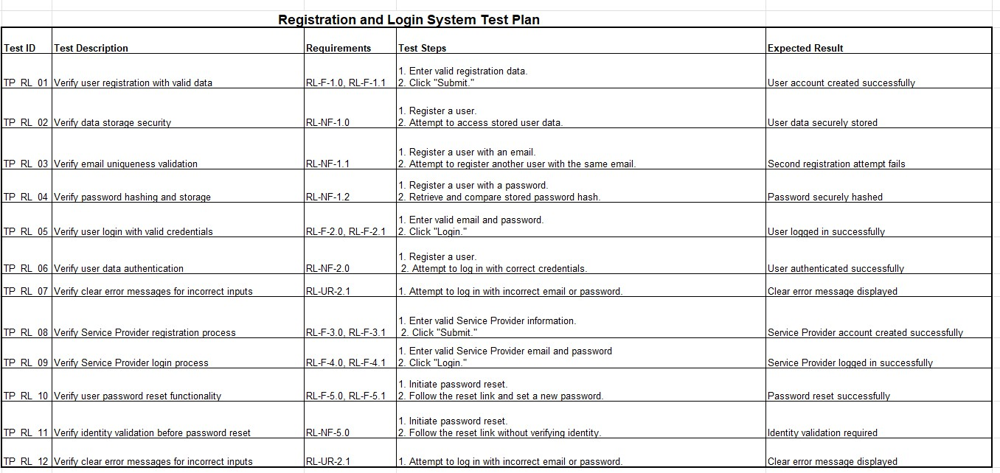 Registration and Login System Test Plan
Test ID Test Description Requirements Test Steps Expected Result
1. Enter valid registration data.
TP_RL_01 Verify user registration with valid data RL-F-1.0, RL-F-1.1 2. Click "Submit." User account created successfully
1. Register a user.
TP_RL_02 Verify data storage security RL-NF-1.0 2. Attempt to access stored user data. User data securely stored
1. Register a user with an email.
TP_RL_03 Verify email uniqueness validation RL-NF-1.1 2. Attempt to register another user with the same email. Second registration attempt fails
1. Register a user with a password.
TP_RL_04 Verify password hashing and storage RL-NF-1.2 2. Retrieve and compare stored password hash. Password securely hashed
1. Enter valid email and password.
TP_RL_05 Verify user login with valid credentials RL-F-2.0, RL-F-2.1 2. Click "Login." User logged in successfully
1. Register a user.
TP_RL_06 Verify user data authentication RL-NF-2.0 2. Attempt to log in with correct credentials. User authenticated successfully
TP_RL_07 Verify clear error messages for incorrect inputs RL-UR-2.1 1. Attempt to log in with incorrect email or password. Clear error message displayed
1. Enter valid Service Provider information.
TP_RL_08 Verify Service Provider registration process RL-F-3.0, RL-F-3.1 2. Click "Submit." Service Provider account created successfully
1. Enter valid Service Provider email and password
TP_RL_09 Verify Service Provider login process RL-F-4.0, RL-F-4.1 2. Click "Login." Service Provider logged in successfully
1. Initiate password reset.
TP_RL_10 Verify user password reset functionality RL-F-5.0, RL-F-5.1 2. Follow the reset link and set a new password. Password reset successfully
1. Initiate password reset.
TP_RL_11 Verify identity validation before password reset RL-NF-5.0 2. Follow the reset link without verifying identity. Identity validation required
TP_RL_12 Verify clear error messages for incorrect inputs RL-UR-2.1 1. Attempt to log in with incorrect email or password. Clear error message displayed